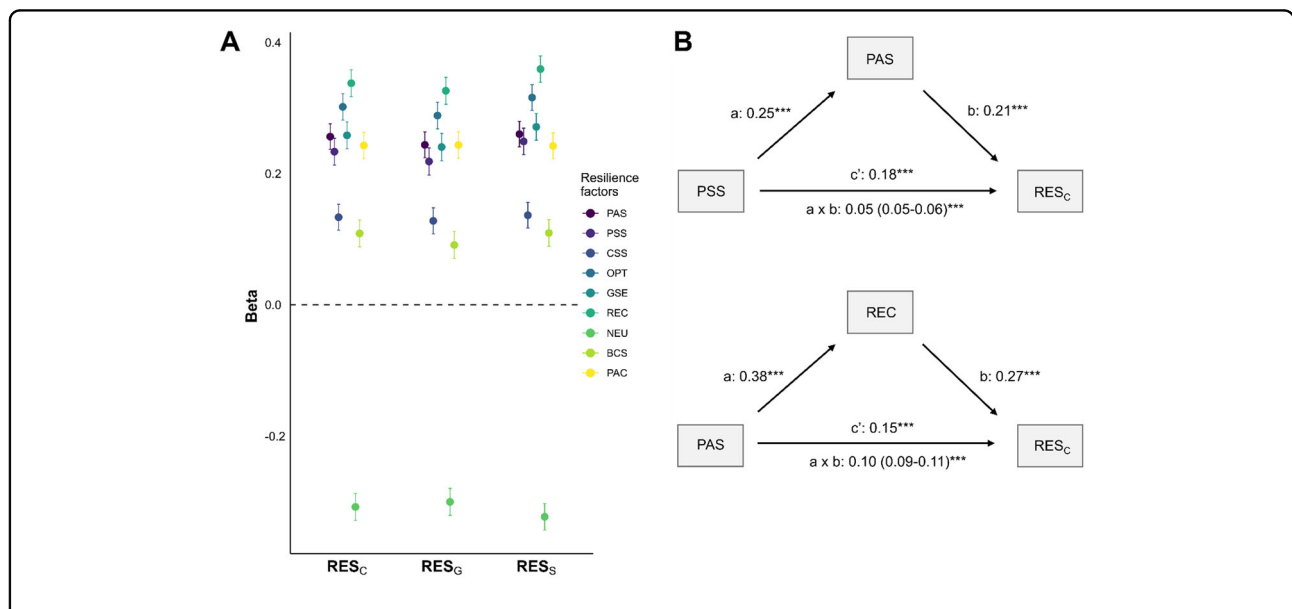 A
0.4
0.2
0.0
-0.2
Beta
RESC
RESG
RESS
Resilience
factors
PAS
PSS
CSS
OPT
GSE
REC
NEU
BCS
PAC
B
PAS
a: 0.25***
b: 0.21***
PSS
c': 0.18***
RESC
a x b: 0.05 (0.05-0.06)***
REC
a: 0.38***
b: 0.27***
PAS
c': 0.15***
RESC
a x b: 0.10 (0.09-0.11)***